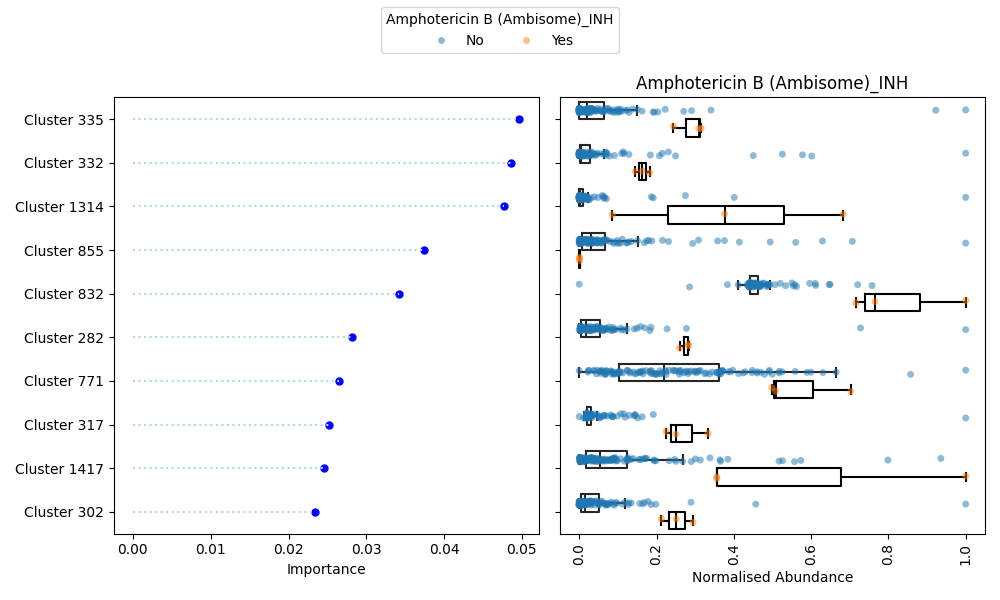 Amphotericin B (Ambisome)_INH
No Yes
Amphotericin B (Ambisome)_INH
Cluster 335
Cluster 332
Cluster 1314
Cluster 855
Cluster 832
Cluster 282
Cluster 771
Cluster 317
Cluster 1417
Cluster 302
0.00 0.01 0.02 0.03 0.04 0.05
Importance
0.0 0.2 0.4 0.6 0.8 1.0
Normalised Abundance